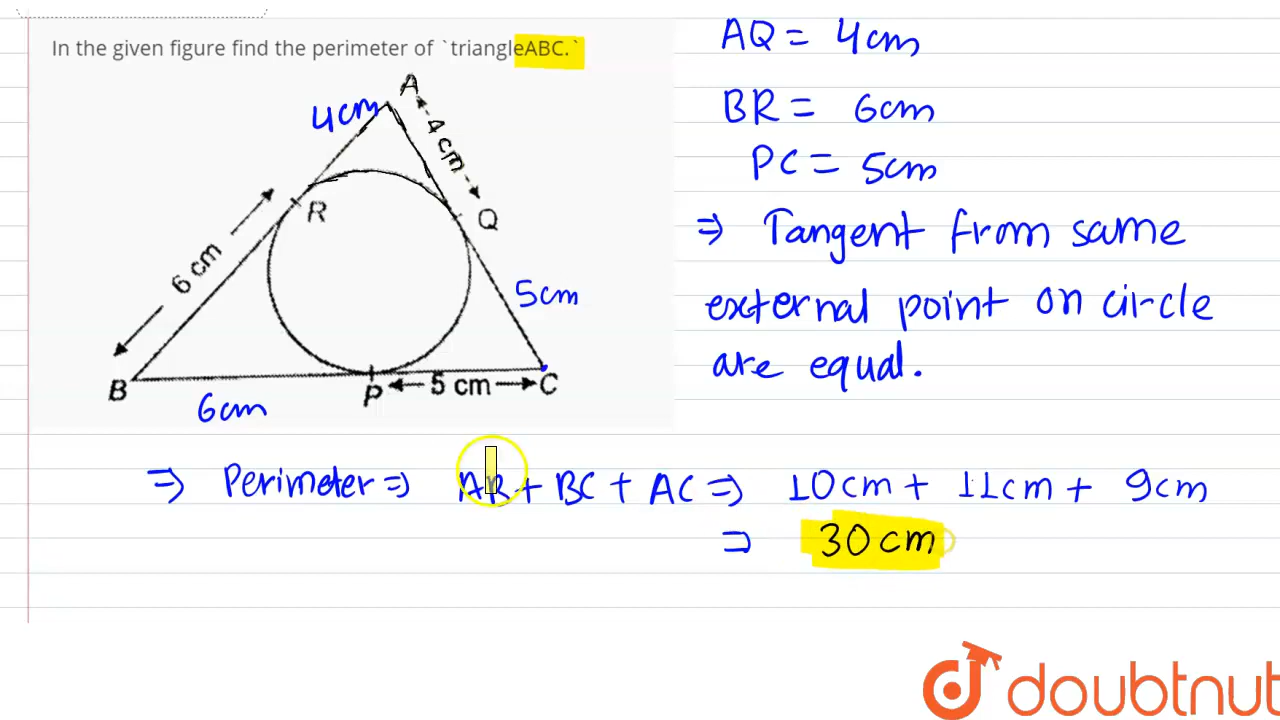 In the given figure find the perimeter of `triangleABC.`
A
4cm
4 cm
R
Q
6 cm
5cm
B
P
5 cm
C
6cm
AQ = 4cm
BR = 6cm
PC = 5cm
⇒ Tangent from same
external point on circle
are equal.
⇒ Perimeter ⇒ AB + BC + AC ⇒ 10cm + 11cm + 9cm
⇒ 30cm
doubtnut